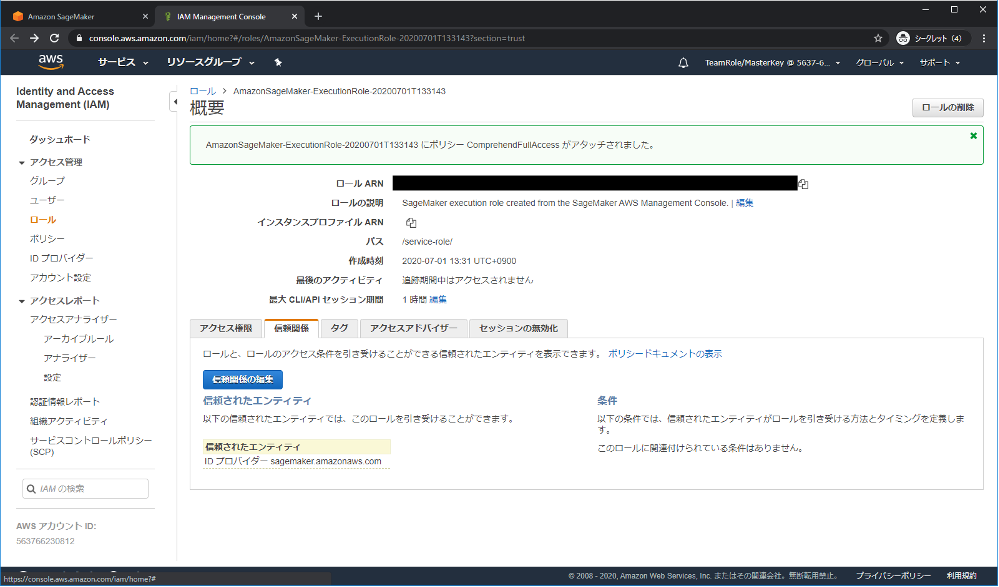 Amazon SageMaker
IAM Management Console
console.aws.amazon.com/iam/home?#/roles/AmazonSageMaker-ExecutionRole-20200701T133143?section=trust
シークレット (4)
aws
サービス
リソースグループ
TeamRole/MasterKey @ 5637-6...
グローバル
サポート
Identity and Access
Management (IAM)
ダッシュボード
アクセス管理
グループ
ユーザー
ロール
ポリシー
ID プロバイダー
アカウント設定
アクセスレポート
アクセスアナライザー
アーカイブルール
アナライザー
設定
認証情報レポート
組織アクティビティ
サービスコントロールポリシー
(SCP)
IAM の検索
AWS アカウント ID:
563766230812
ロール > AmazonSageMaker-ExecutionRole-20200701T133143
概要
ロールの削除
AmazonSageMaker-ExecutionRole-20200701T133143 にポリシー ComprehendFullAccess がアタッチされました。
ロール ARN
ロールの説明 SageMaker execution role created from the SageMaker AWS Management Console. | 編集
インスタンスプロファイル ARN
パス /service-role/
作成時刻 2020-07-01 13:31 UTC+0900
最後のアクティビティ 追跡期間中はアクセスされません
最大 CLI/API セッション期間 1 時間 編集
アクセス権限
信頼関係
タグ
アクセスアドバイザー
セッションの無効化
ロールと、ロールのアクセス条件を引き受けることができる信頼されたエンティティを表示できます。 ポリシードキュメントの表示
信頼関係の編集
信頼されたエンティティ
以下の信頼されたエンティティでは、このロールを引き受けることができます。
信頼されたエンティティ
ID プロバイダー sagemaker.amazonaws.com
条件
以下の条件では、信頼されたエンティティがロールを引き受ける方法とタイミングを定義しま
す。
このロールに関連付けられている条件はありません。
https://console.aws.amazon.com/iam/home?#
© 2008 - 2020, Amazon Web Services, Inc. またはその関連会社。無断転用禁止。
プライバシーポリシー
利用規約